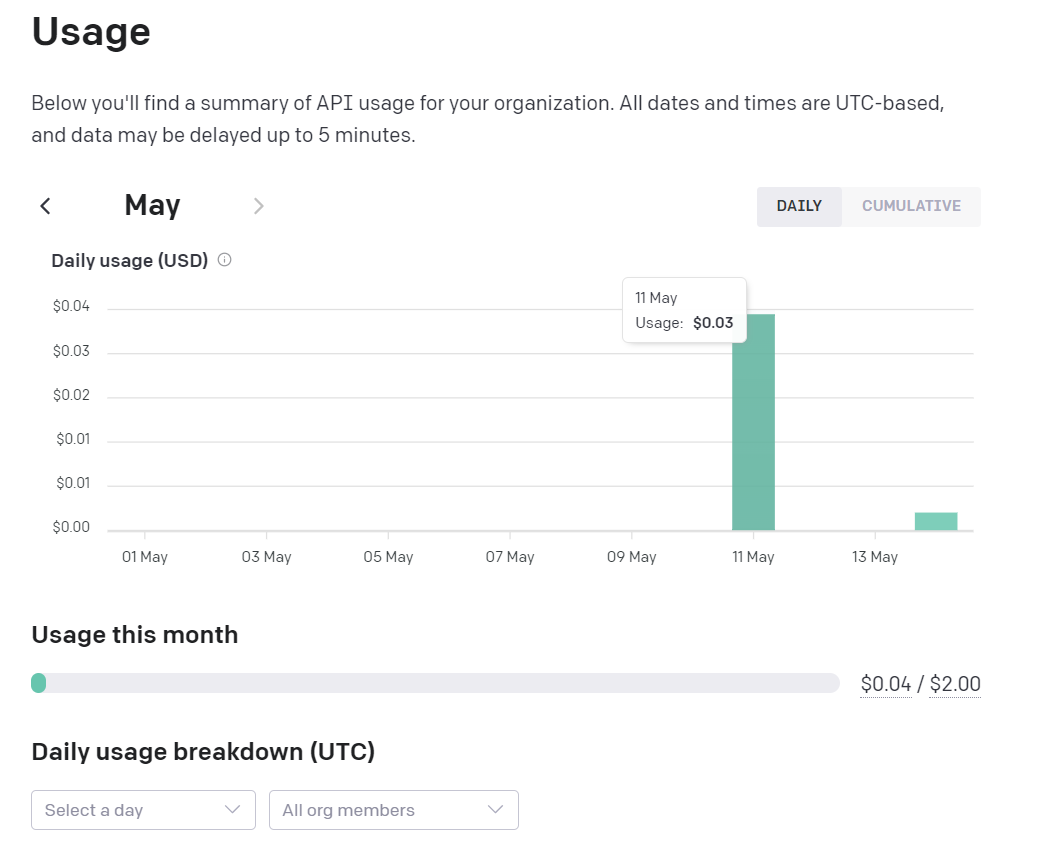 Usage
Below you'll find a summary of API usage for your organization. All dates and times are UTC-based,
and data may be delayed up to 5 minutes.
May
DAILY
CUMULATIVE
Daily usage (USD)
11 May
Usage: $0.03
$0.04
$0.03
$0.02
$0.01
$0.01
$0.00
01 May
03 May
05 May
07 May
09 May
11 May
13 May
Usage this month
$0.04 / $2.00
Daily usage breakdown (UTC)
Select a day
All org members